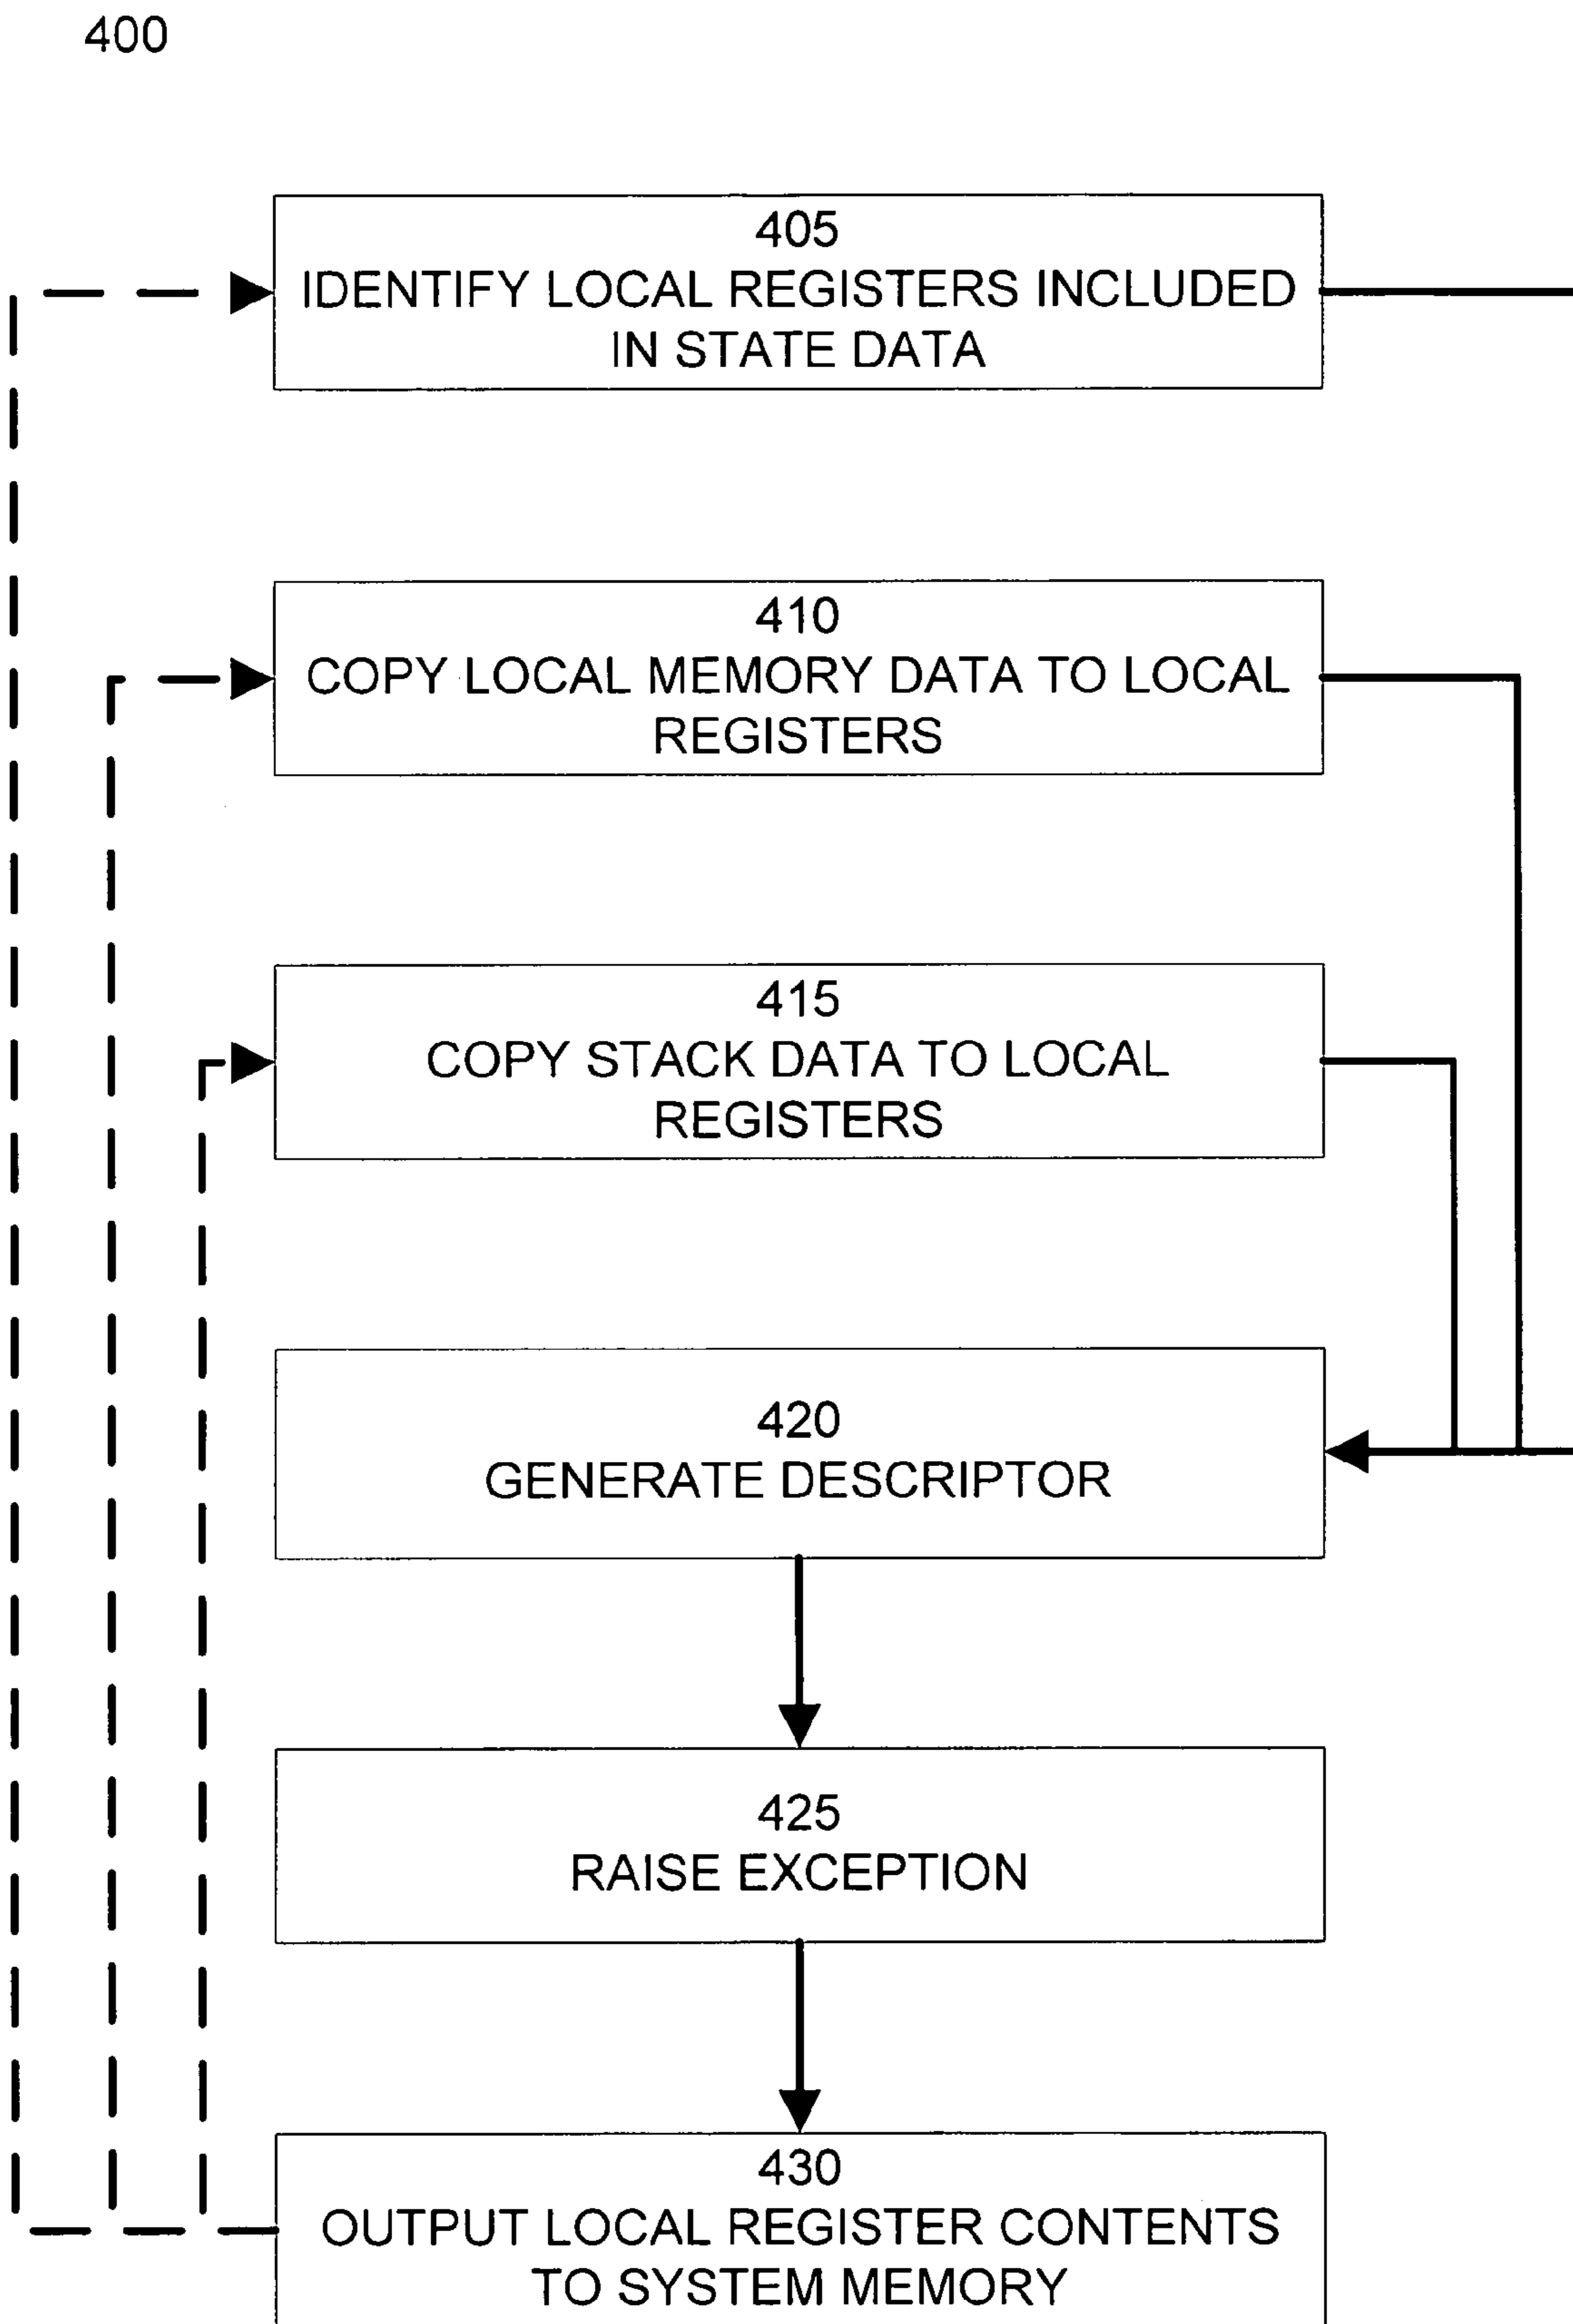 400
405
IDENTIFY LOCAL REGISTERS INCLUDED
IN STATE DATA
410
COPY LOCAL MEMORY DATA TO LOCAL
REGISTERS
415
COPY STACK DATA TO LOCAL
REGISTERS
420
GENERATE DESCRIPTOR
425
RAISE EXCEPTION
430
OUTPUT LOCAL REGISTER CONTENTS
TO SYSTEM MEMORY